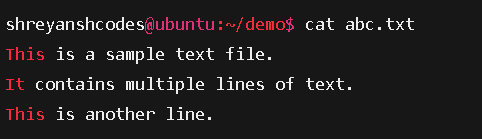 shreyanshcodes@ubuntu:~/demo$ cat abc.txt
This is a sample text file.
It contains multiple lines of text.
This is another line.